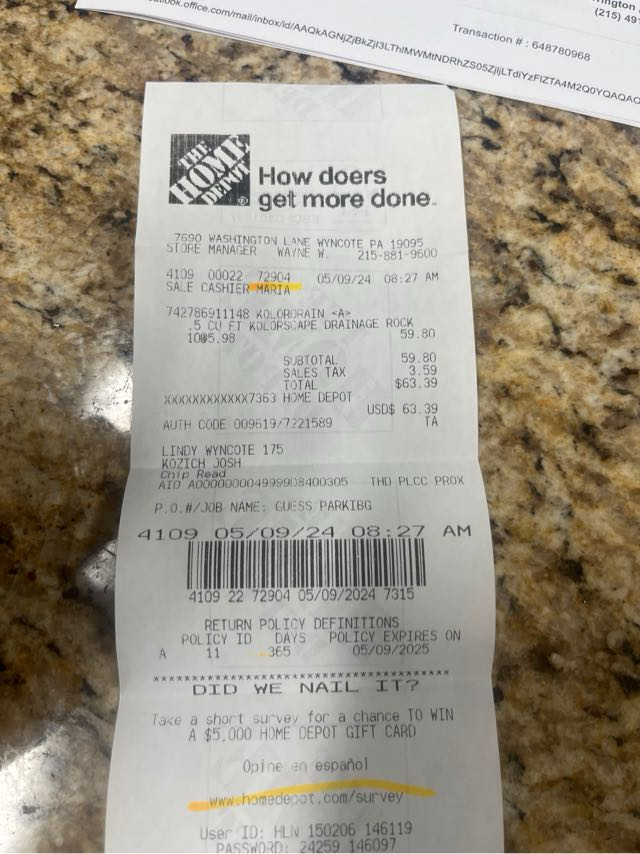 rington
(215) 49
Transaction # : 648780968
THE HOME DEPOT
How doers
get more done.
7690 WASHINGTON LANE WYNCOTE PA 19095
STORE MANAGER WAYNE W. 215-881-9600
4109 00022 72904 05/09/24 08:27 AM
SALE CASHIER MARIA
742786911148 KOLORDRAIN <A>
.5 CU FT KOLORSCAPE DRAINAGE ROCK
10@5.98 59.80
SUBTOTAL 59.80
SALES TAX 3.59
TOTAL $63.39
XXXXXXXXXXXX7363 HOME DEPOT
USD$ 63.39
AUTH CODE 009619/7221589 TA
LINDY WYNCOTE 175
KOZICH JOSH
Chip Read
THD PLCC PROX
P.O.#/JOB NAME: GUESS PARKIBG
4109 05/09/24 08:27 AM
4109 22 72904 05/09/2024 7315
RETURN POLICY DEFINITIONS
POLICY ID DAYS POLICY EXPIRES ON
A 11 365 05/09/2025
*******************************************
DID WE NAIL IT?
Take a short survey for a chance TO WIN
A $5,000 HOME DEPOT GIFT CARD
Opine en español
www.homedepot.com/survey
User ID: HLN 150206 146119
PASSWORD: 24259 146097